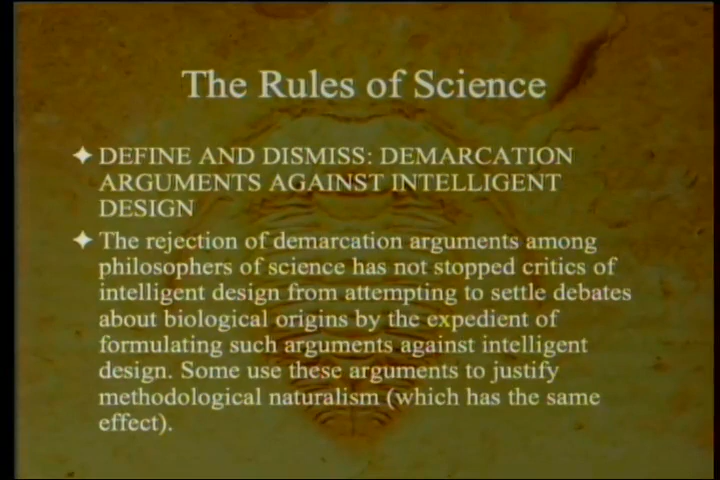 The Rules of Science
DEFINE AND DISMISS: DEMARCATION
ARGUMENTS AGAINST INTELLIGENT
DESIGN
The rejection of demarcation arguments among
philosophers of science has not stopped critics of
intelligent design from attempting to settle debates
about biological origins by the expedient of
formulating such arguments against intelligent
design. Some use these arguments to justify
methodological naturalism (which has the same
effect).